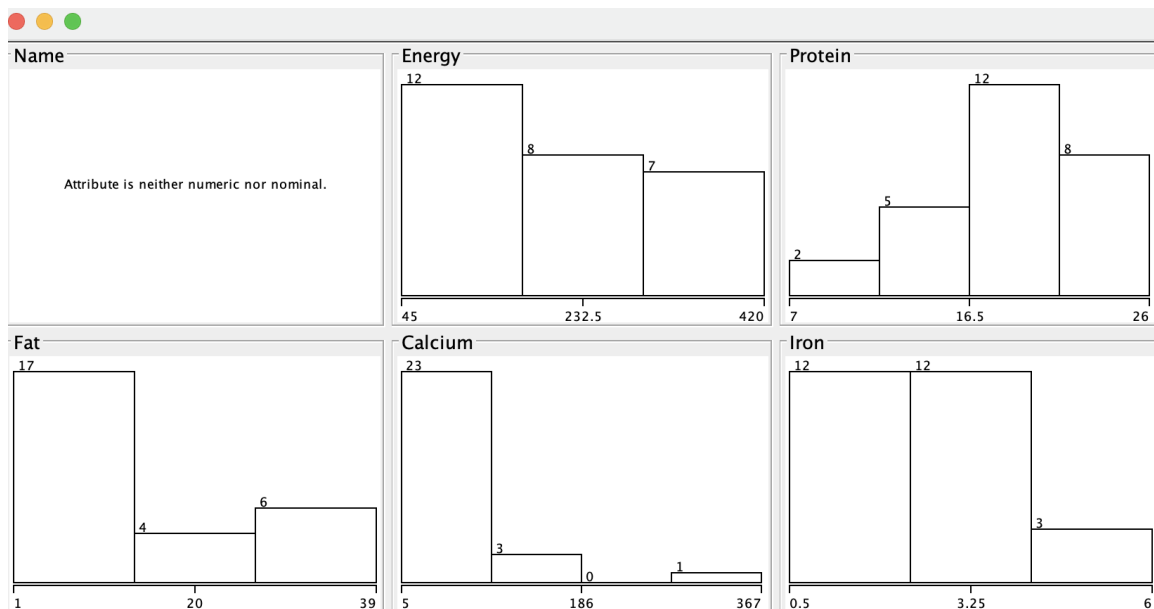 Name
Attribute is neither numeric nor nominal.
Energy
12
8
7
45 232.5 420
Protein
2
5
12
8
7 16.5 26
Fat
17
4
6
1 20 39
Calcium
23
3
0
1
5 186 367
Iron
12
12
3
0.5 3.25 6